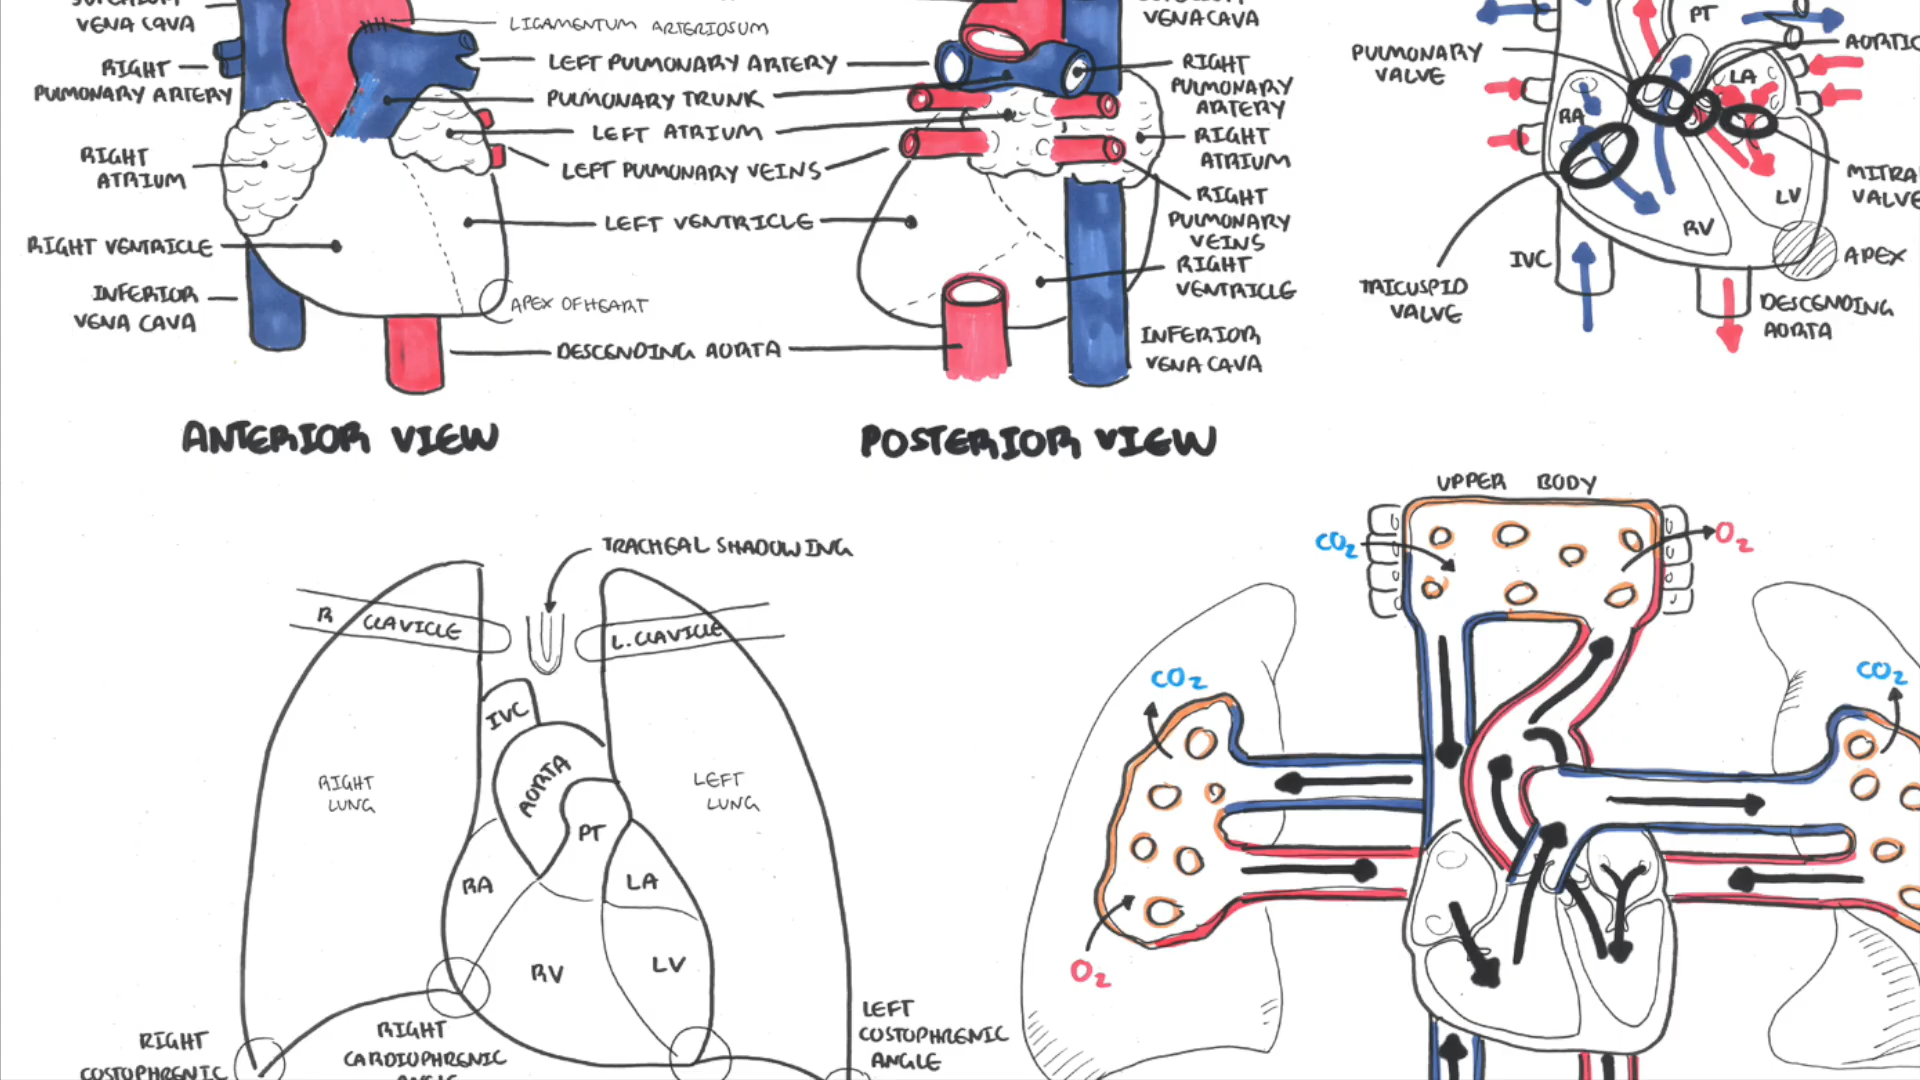 VENA CAVA
RIGHT
PULMONARY ARTERY
RIGHT
ATRIUM
RIGHT VENTRICLE
INFERIOR
VENA CAVA
LIGAMENTUM ARTERIOSUM
LEFT PULMONARY ARTERY
PULMONARY TRUNK
LEFT ATRIUM
LEFT PULMONARY VEINS
LEFT VENTRICLE
APEX OF HEART
DESCENDING AORTA
VENA CAVA
RIGHT
PULMONARY
ARTERY
RIGHT
ATRIUM
RIGHT
PULMONARY
VEINS
RIGHT
VENTRICLE
INFERIOR
VENA CAVA
ANTERIOR VIEW
POSTERIOR VIEW
PULMONARY
VALVE
PT
AORTIC
LA
RA
MITRA
VALVE
LV
RV
IVC
APEX
TRICUSPID
VALVE
DESCENDING
AORTA
TRACHEAL SHADOWING
R CLAVICLE
L. CLAVICLE
IVC
AORTA
RIGHT
LUNG
LEFT
LUNG
PT
RA
LA
RV
LV
RIGHT
COSTOPHRENIC
RIGHT
CARDIOPHRENIC
ANGLE
LEFT
COSTOPHRENIC
ANGLE
UPPER BODY
CO2
O2
CO2
CO2
O2